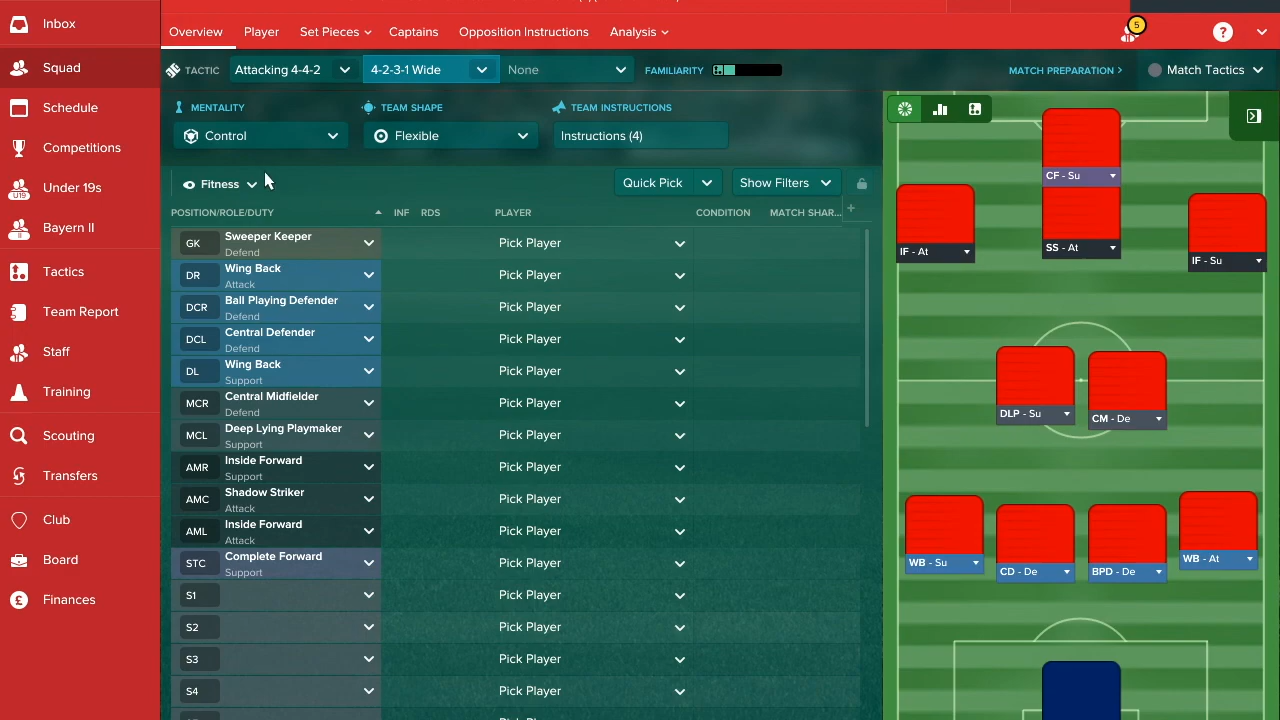 Inbox
Squad
Schedule
Competitions
U19
Under 19s
II
Bayern II
Tactics
Team Report
Staff
Training
Scouting
Transfers
Club
Board
Finances
Overview Player Set Pieces Captains Opposition Instructions Analysis
5
?
TACTIC Attacking 4-4-2 4-2-3-1 Wide None FAMILIARITY MATCH PREPARATION > Match Tactics
MENTALITY TEAM SHAPE TEAM INSTRUCTIONS
Control Flexible Instructions (4)
Fitness Quick Pick Show Filters
POSITION/ROLE/DUTY INF RDS PLAYER CONDITION MATCH SHAR... +
GK Sweeper Keeper Pick Player
Defend
DR Wing Back Pick Player
Attack
DCR Ball Playing Defender Pick Player
Defend
DCL Central Defender Pick Player
Defend
DL Wing Back Pick Player
Support
MCR Central Midfielder Pick Player
Defend
MCL Deep Lying Playmaker Pick Player
Support
AMR Inside Forward Pick Player
Support
AMC Shadow Striker Pick Player
Attack
AML Inside Forward Pick Player
Attack
STC Complete Forward Pick Player
Support
S1 Pick Player
S2 Pick Player
S3 Pick Player
S4 Pick Player
CF - Su
IF - At SS - At IF - Su
DLP - Su CM - De
WB - Su CD - De BPD - De WB - At